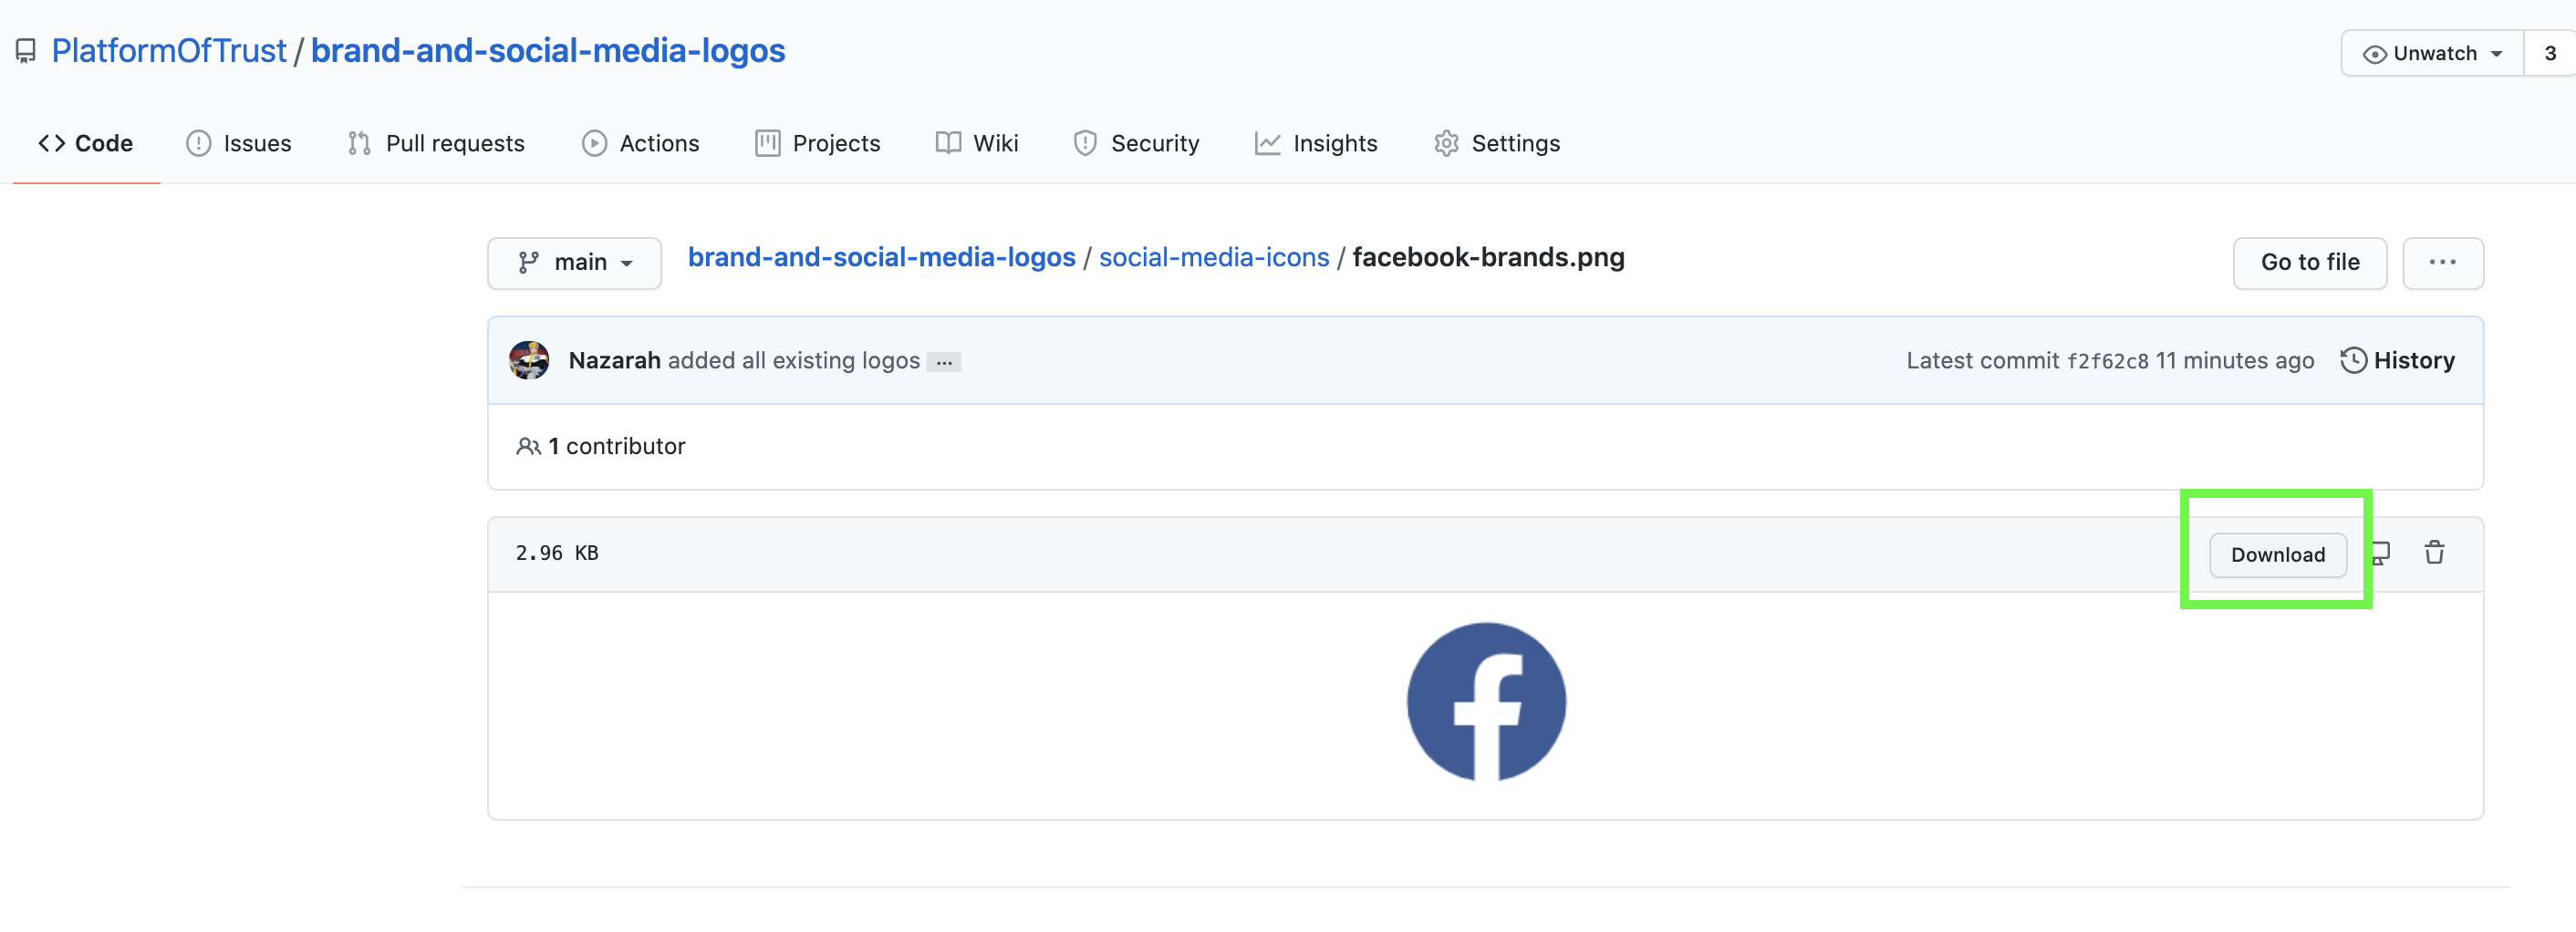 PlatformOfTrust / brand-and-social-media-logos
Unwatch 3
Code Issues Pull requests Actions Projects Wiki Security Insights Settings
main brand-and-social-media-logos / social-media-icons / facebook-brands.png Go to file ...
Nazarah added all existing logos ... Latest commit f2f62c8 11 minutes ago History
1 contributor
2.96 KB Download
f